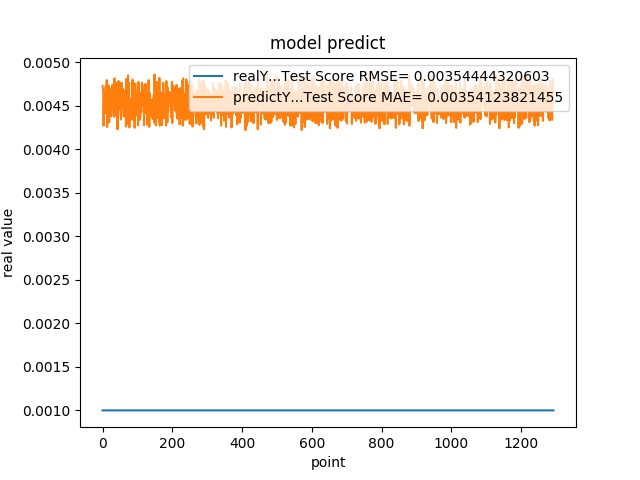 model predict
realY...Test Score RMSE= 0.00354444320603
predictY...Test Score MAE= 0.00354123821455
0.0050
0.0045
0.0040
0.0035
0.0030
0.0025
0.0020
0.0015
0.0010
real value
0 200 400 600 800 1000 1200
point